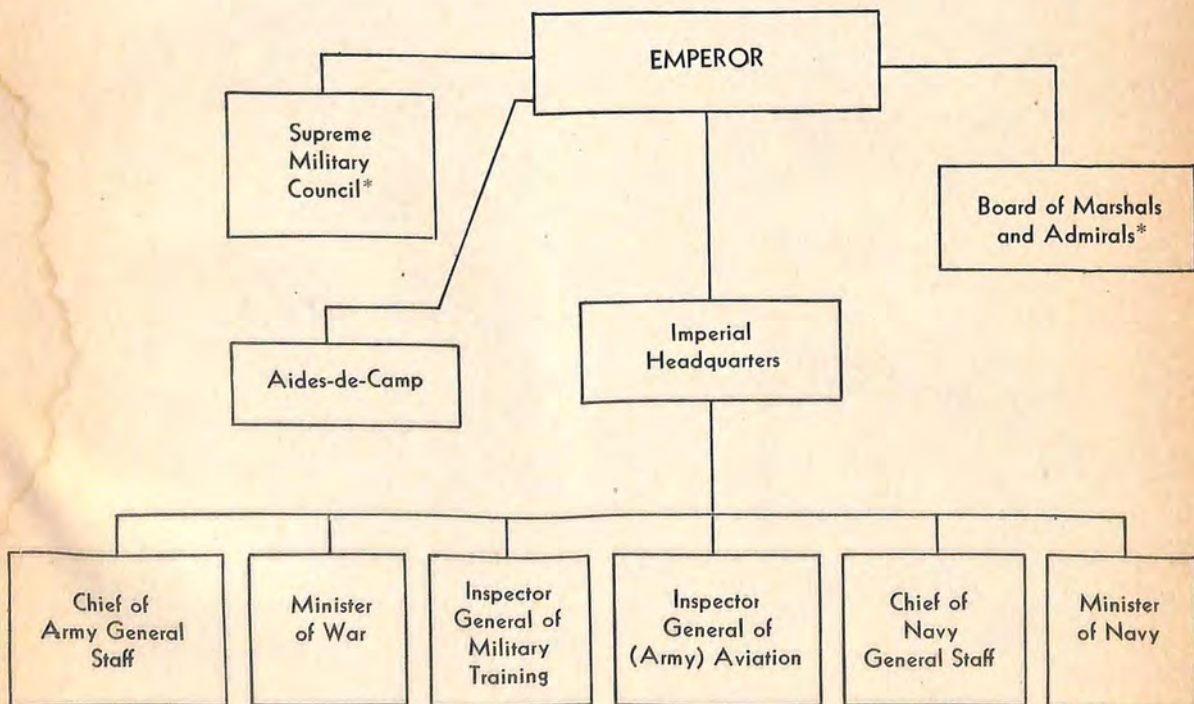 EMPEROR
Supreme
Military
Council*
Board of Marshals
and Admirals*
Aides-de-Camp
Imperial
Headquarters
Chief of
Army General
Staff
Minister
of War
Inspector
General of
Military
Training
Inspector
General of
(Army) Aviation
Chief of
Navy
General Staff
Minister
of Navy